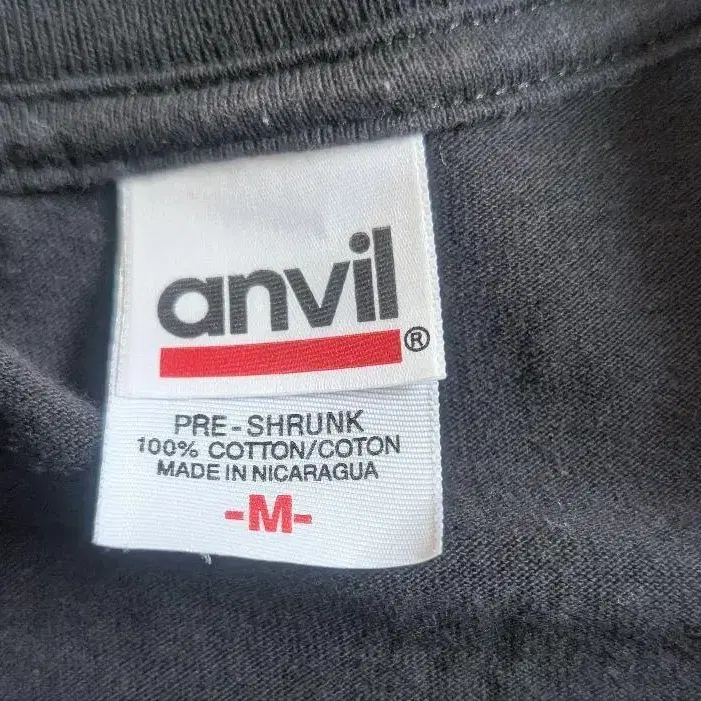 anvil
®
PRE-SHRUNK
100% COTTON/COTON
MADE IN NICARAGUA
-M-